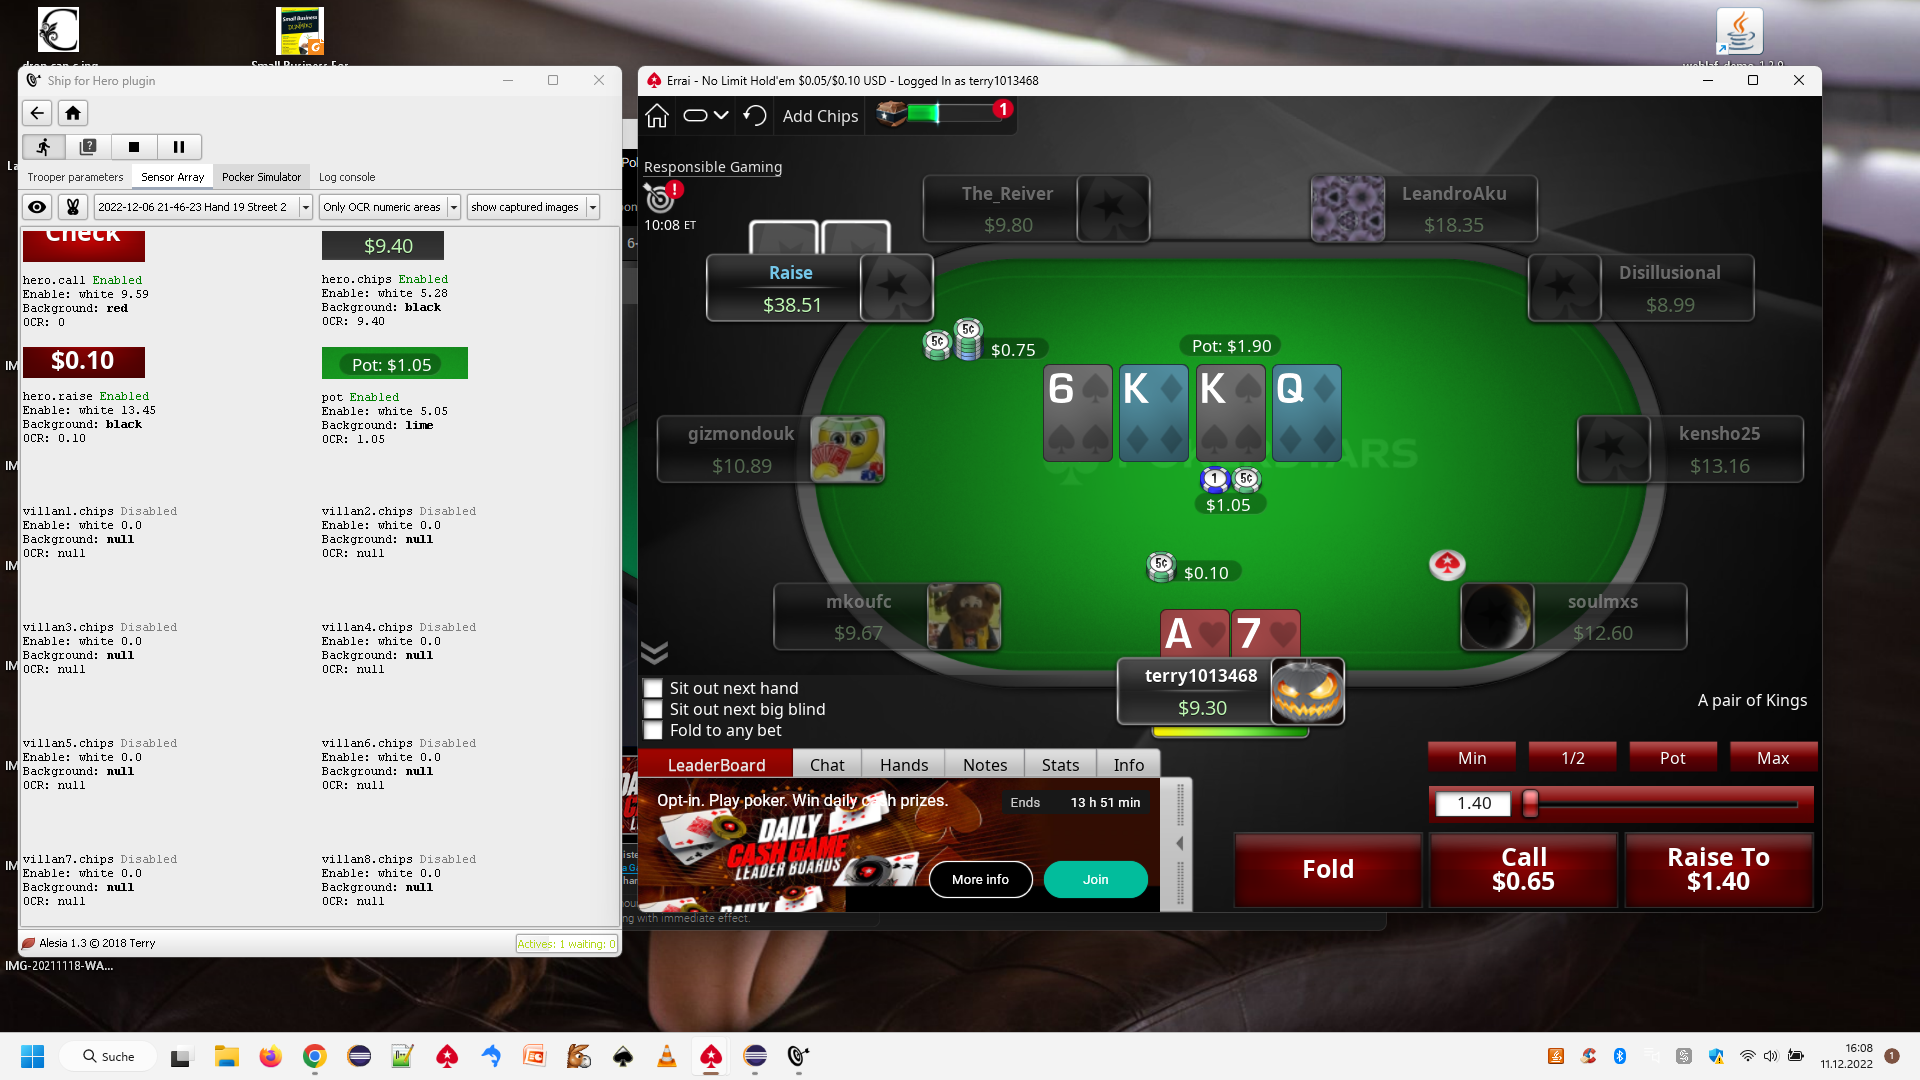 Ship for Hero plugin
Trooper parameters
Sensor Array
Pocker Simulator
Log console
2022-12-06 21-46-23 Hand 19 Street 2
Only OCR numeric areas
show captured images
Check
$9.40
hero.call Enabled
Enable: white 9.59
Background: red
OCR: 0
hero.chips Enabled
Enable: white 5.28
Background: black
OCR: 9.40
$0.10
Pot: $1.05
hero.raise Enabled
Enable: white 13.45
Background: black
OCR: 0.10
pot Enabled
Enable: white 5.05
Background: lime
OCR: 1.05
villan1.chips Disabled
Enable: white 0.0
Background: null
OCR: null
villan2.chips Disabled
Enable: white 0.0
Background: null
OCR: null
villan3.chips Disabled
Enable: white 0.0
Background: null
OCR: null
villan4.chips Disabled
Enable: white 0.0
Background: null
OCR: null
villan5.chips Disabled
Enable: white 0.0
Background: null
OCR: null
villan6.chips Disabled
Enable: white 0.0
Background: null
OCR: null
villan7.chips Disabled
Enable: white 0.0
Background: null
OCR: null
villan8.chips Disabled
Enable: white 0.0
Background: null
OCR: null
Alesia 1.3 © 2018 Terry
Actives: 1 waiting: 0
IMG-20211118-WA...
Errai - No Limit Hold'em $0.05/$0.10 USD - Logged In as terry1013468
Add Chips
1
Responsible Gaming
10:08 ET
The_Reiver
$9.80
LeandroAku
$18.35
Raise
$38.51
Disillusional
$8.99
5¢
5¢
$0.75
Pot: $1.90
6
K
K
Q
gizmondouk
$10.89
kensho25
$13.16
1
5¢
$1.05
5¢
$0.10
mkoufc
$9.67
soulmxs
$12.60
A
7
terry1013468
$9.30
Sit out next hand
Sit out next big blind
Fold to any bet
A pair of Kings
LeaderBoard
Chat
Hands
Notes
Stats
Info
Opt-in. Play poker. Win daily cash prizes.
Ends 13 h 51 min
DAILY
CASH GAME
LEADER BOARDS
More info
Join
ng with immediate effect.
Min
1/2
Pot
Max
1.40
Fold
Call
$0.65
Raise To
$1.40
Suche
16:08
11.12.2022
1